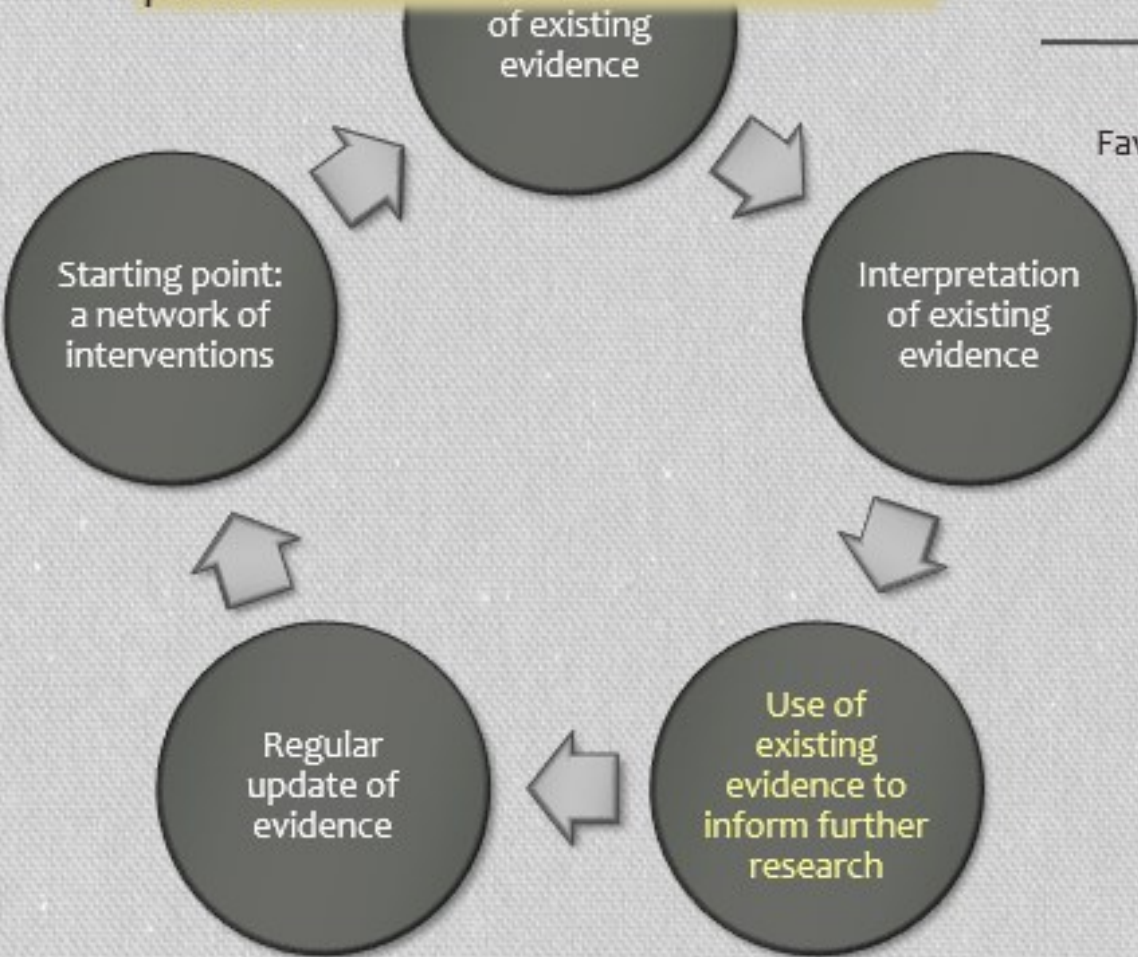 of existing
evidence
Starting point:
a network of
interventions
Interpretation
of existing
evidence
Use of
existing
evidence to
inform further
research
Regular
update of
evidence